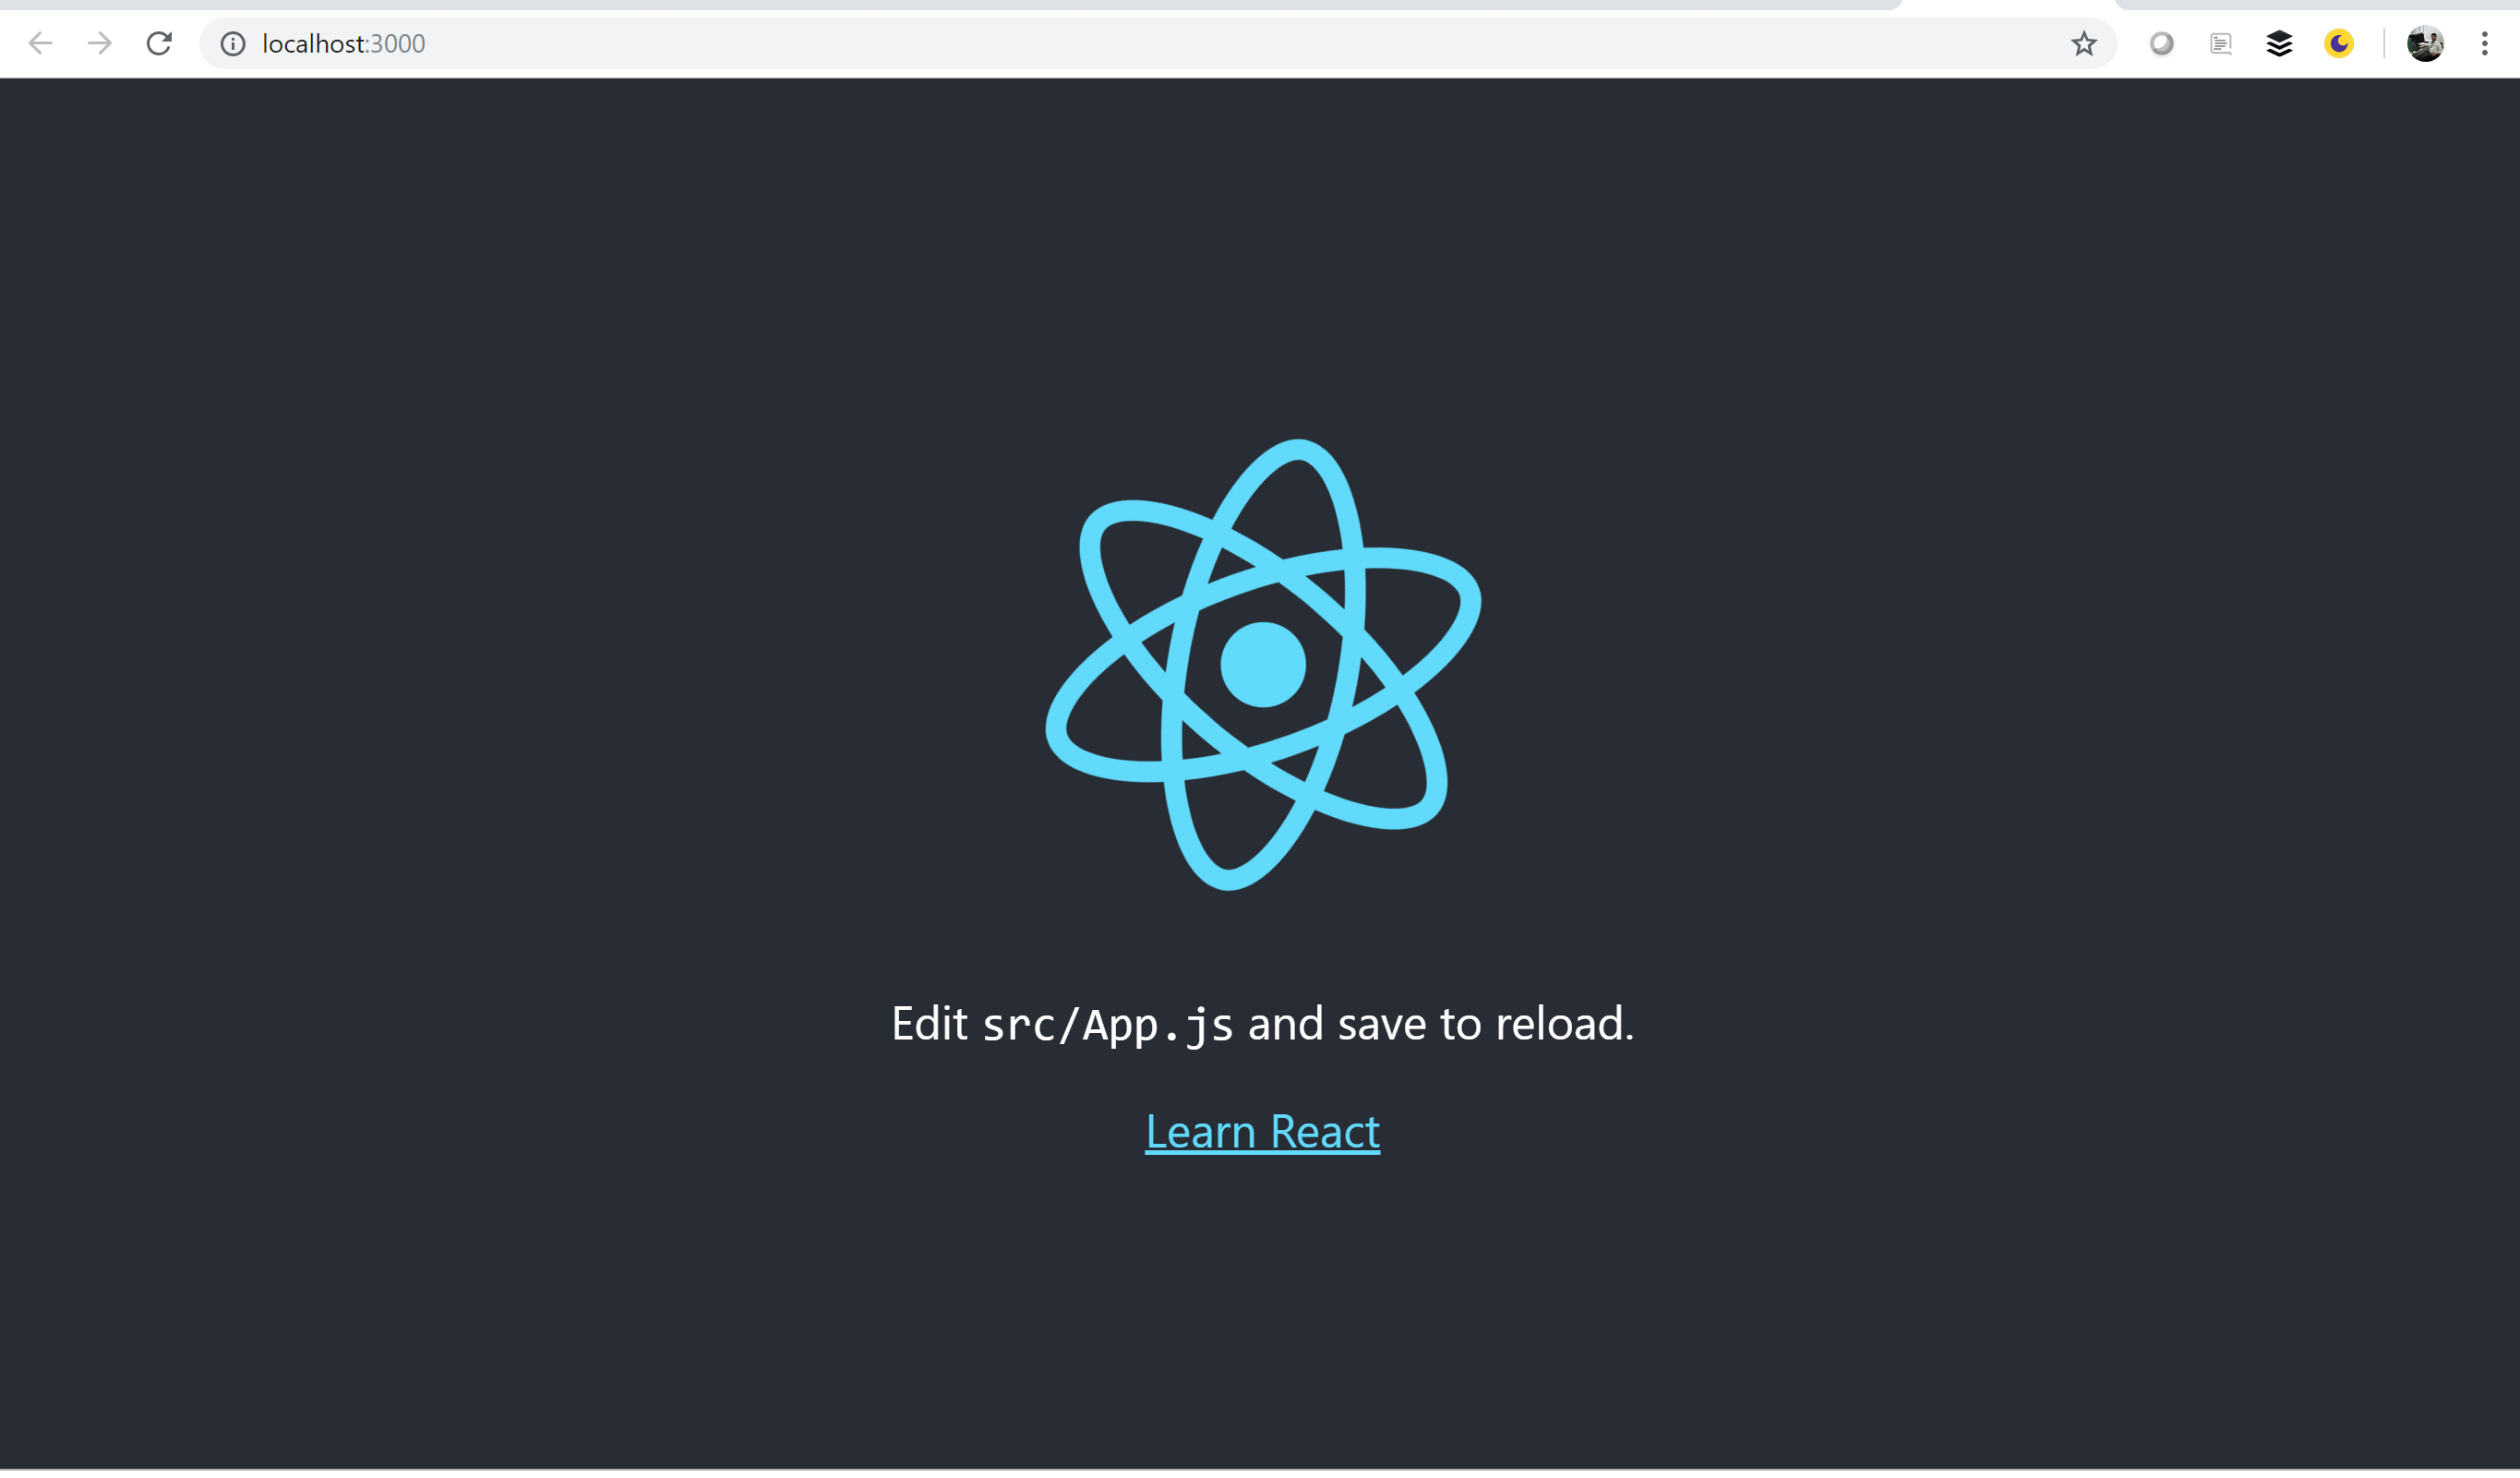 localhost:3000
Edit src/App.js and save to reload.
Learn React